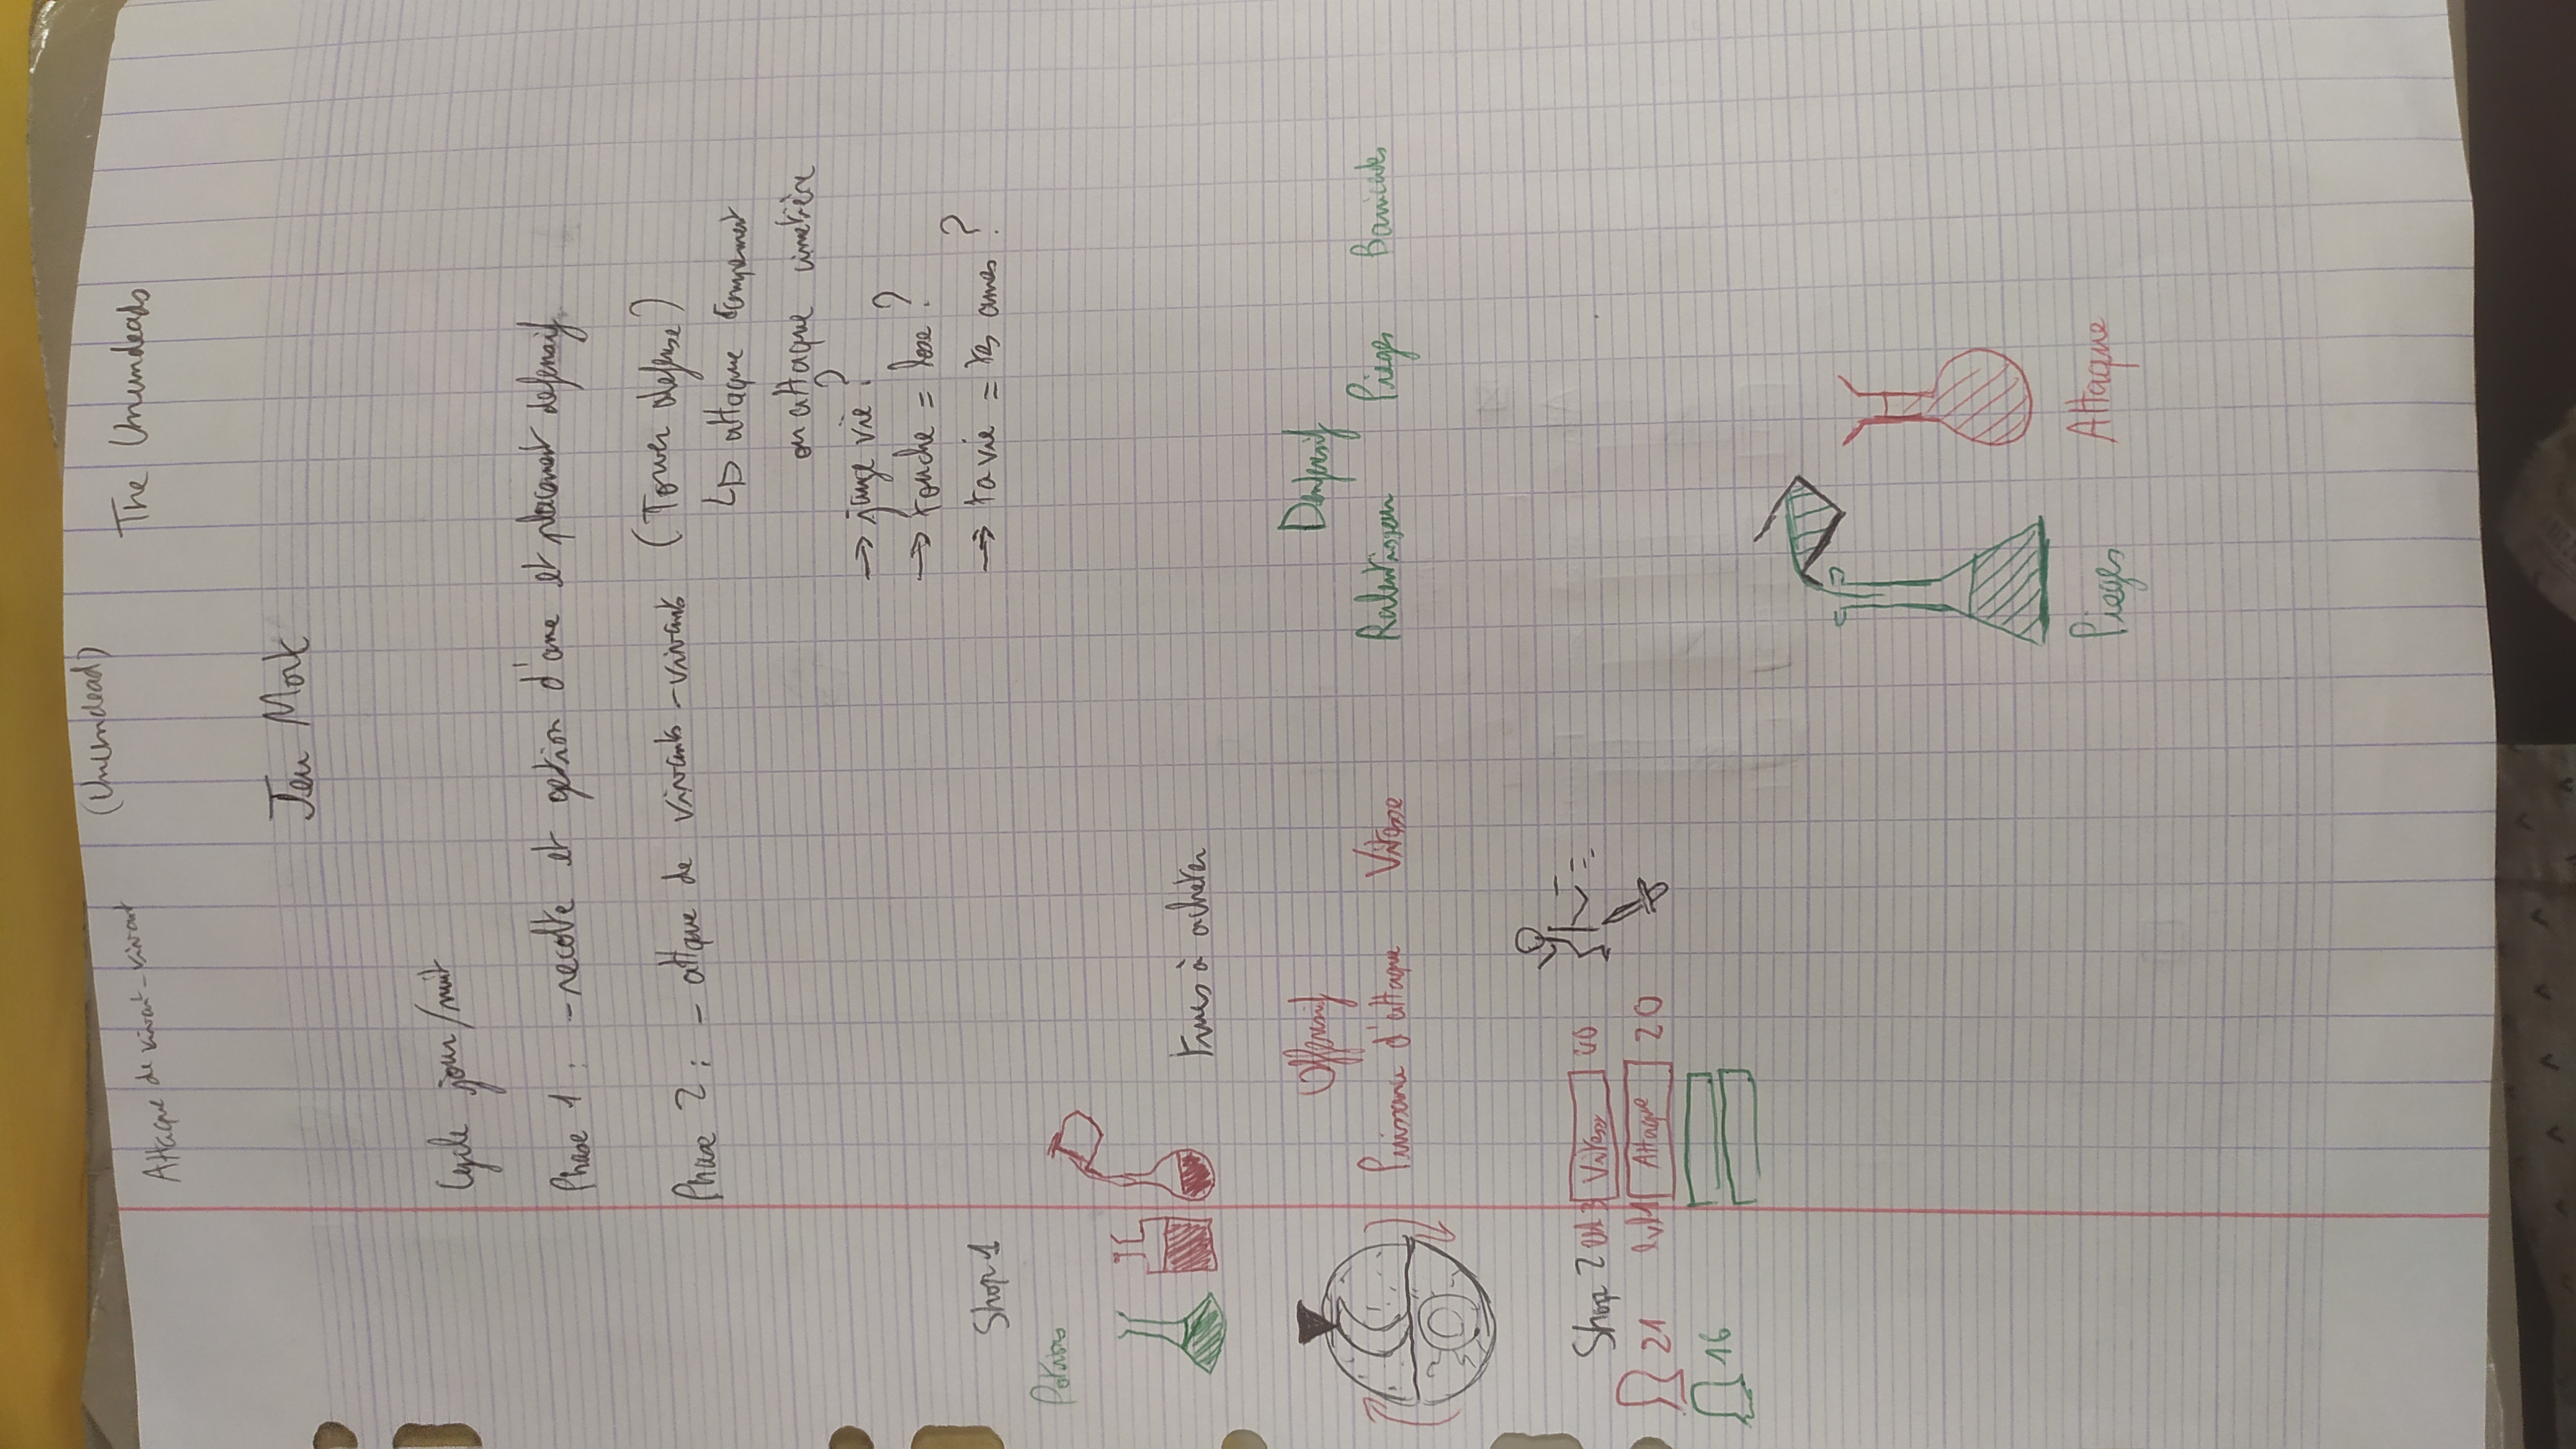 (Unundead)
The Unundeads
Attaque de vivant-vivant
Jeu Mort
Cycle jour/nuit
Phase 1 : - recolte et gestion d'ame et placement defensif
Phase 2 : - attque de vivants-vivants (Tower defense)
attaque campement
ou attaque cimetière
→ jauge vie ?
→ touche = lose ?
→ ta vie = tes ames ?
Shop 1
Potions
trucs à acheter
Offensif
Defensif
Puissance d'attaque Vitesse
Ralentisseur Pieges Barricades
Shop 2
lvl 3 Vitesse 40
21 lvl 1 Attaque 20
16
Pieges
Attaque